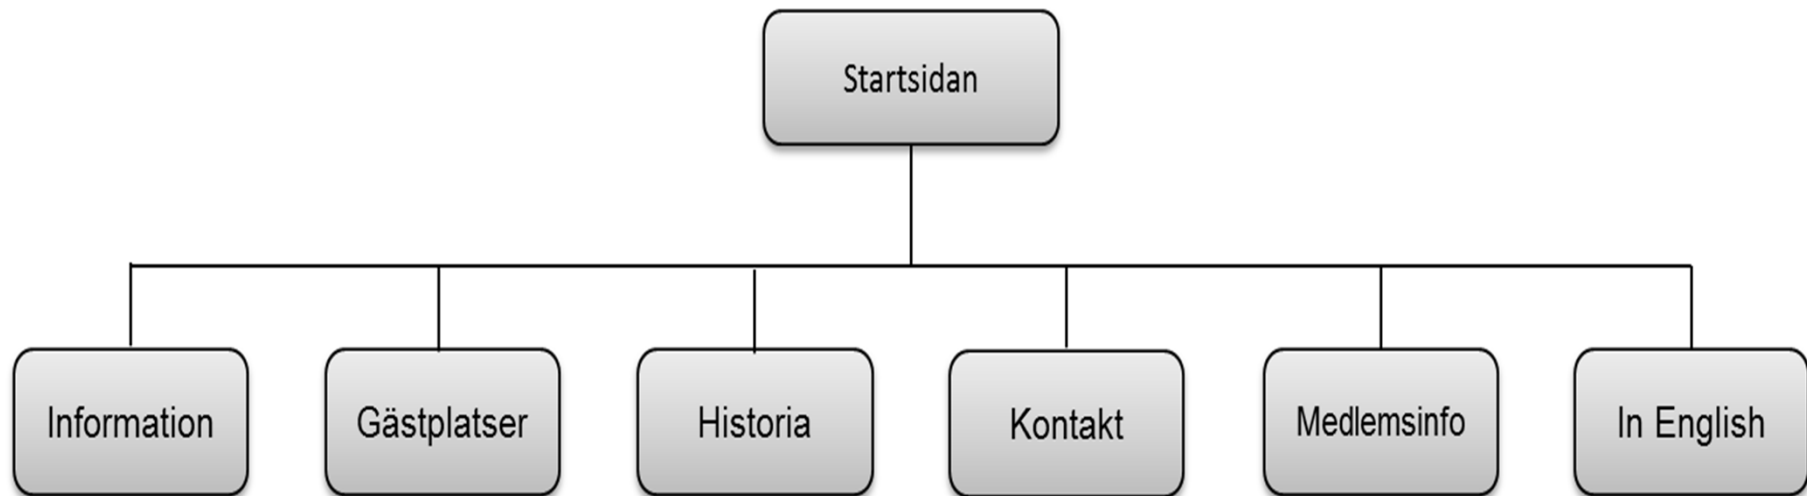 Startsidan
Information
Gästplatser
Historia
Kontakt
Medlemsinfo
In English